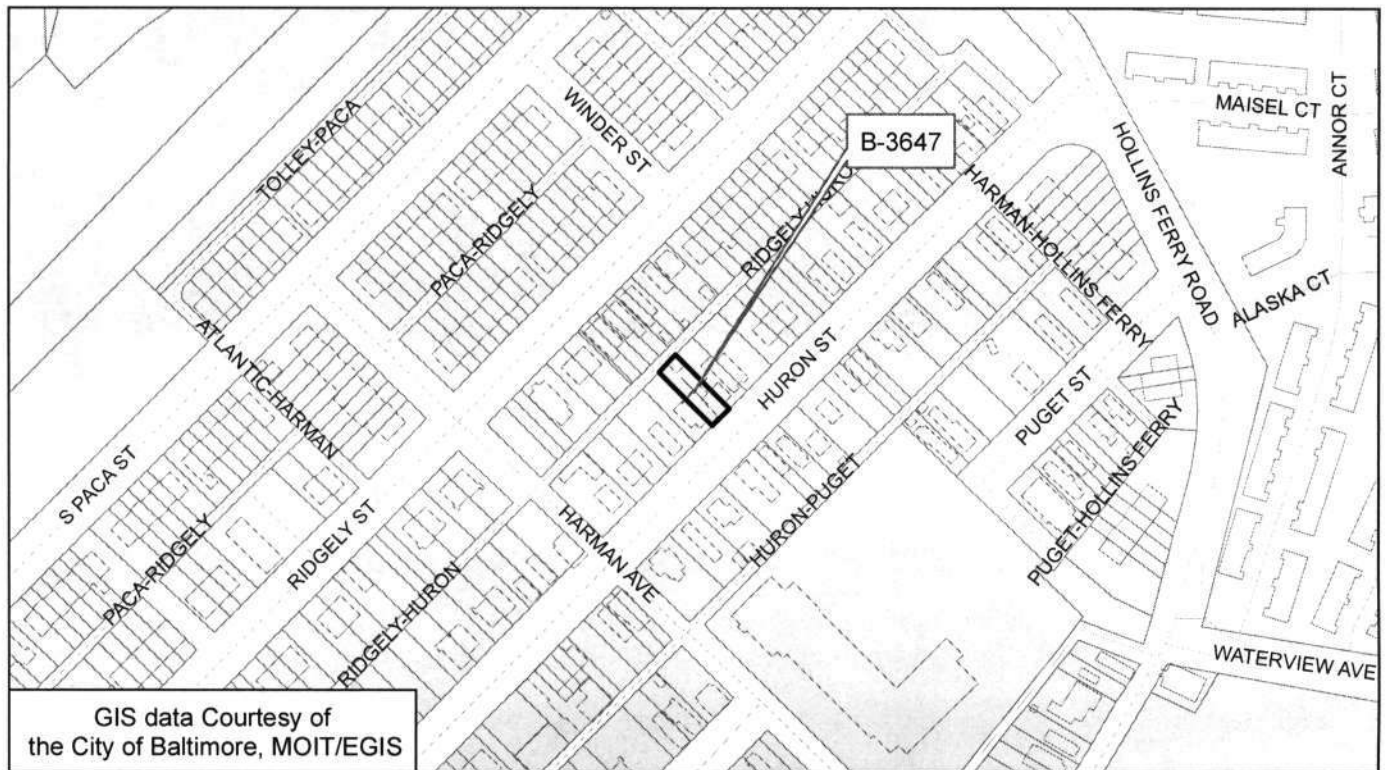 MAISEL CT
ANNOR CT
WINDER ST
B-3647
HOLLINS FERRY ROAD
TOLLEY-PACA
PACA-RIDGELY
HARMAN-HOLLINS FERRY
ALASKA CT
ATLANTIC-HARMAN
HURON ST
PUGET ST
PUGET-HOLLINS FERRY
S PACA ST
RIDGELY ST
HARMAN AVE
HURON-PUGET
PACA-RIDGELY
RIDGELY-HURON
WATERVIEW AVE
GIS data Courtesy of
the City of Baltimore, MOIT/EGIS